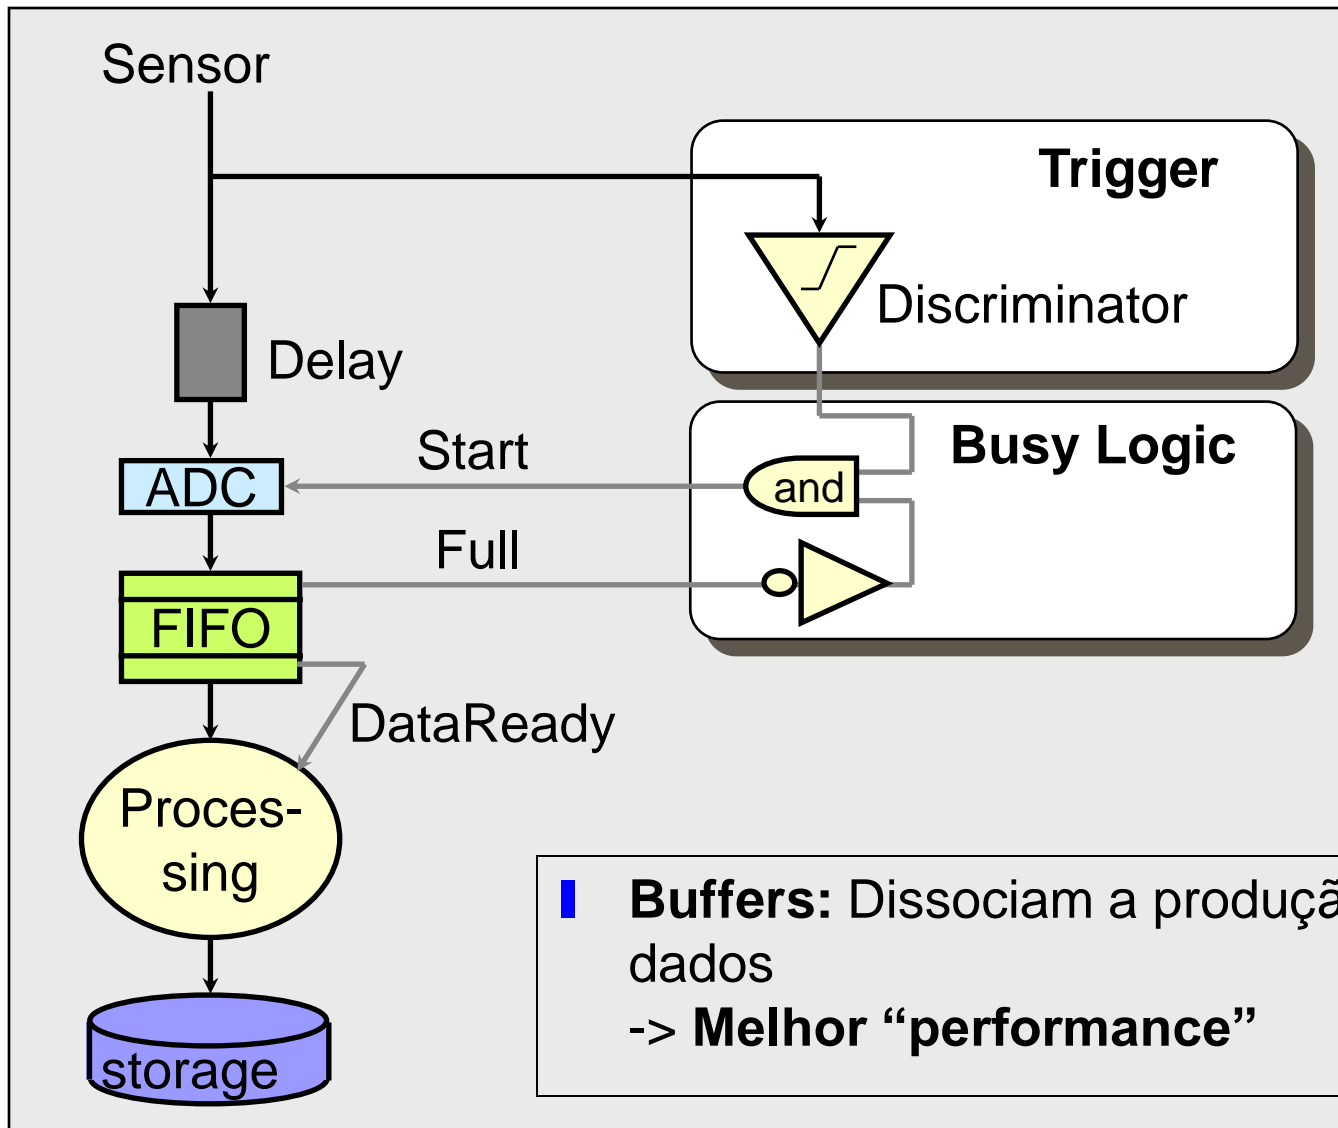 Sensor
Trigger
Discriminator
Delay
Start
Busy Logic
ADC
and
Full
FIFO
DataReady
Proces-
sing
Buffers: Dissociam a produçã
dados
-> Melhor “performance”
storage